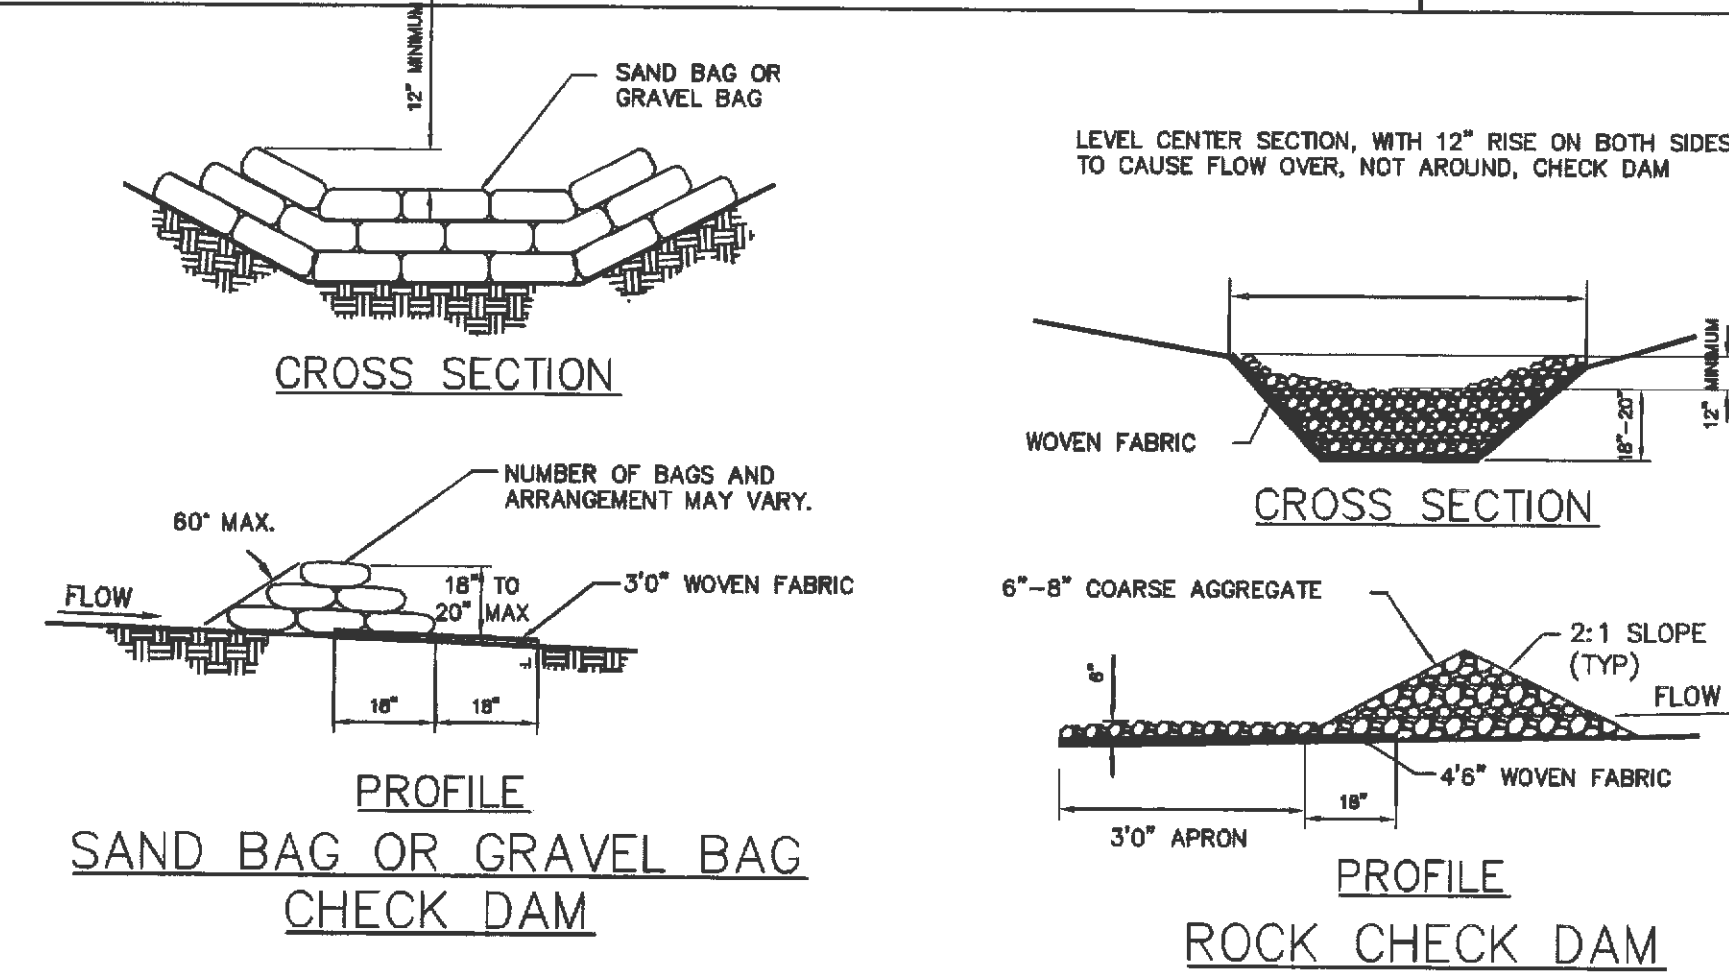 12" MINIMUM
SAND BAG OR
GRAVEL BAG
CROSS SECTION
NUMBER OF BAGS AND
ARRANGEMENT MAY VARY.
60° MAX.
FLOW
18" TO
20" MAX
3'0" WOVEN FABRIC
18"
18"
PROFILE
SAND BAG OR GRAVEL BAG
CHECK DAM
LEVEL CENTER SECTION, WITH 12" RISE ON BOTH SIDES
TO CAUSE FLOW OVER, NOT AROUND, CHECK DAM
12" MINIMUM
18"-20"
WOVEN FABRIC
CROSS SECTION
6"-8" COARSE AGGREGATE
2:1 SLOPE
(TYP)
6"
FLOW
4'6" WOVEN FABRIC
18"
3'0" APRON
PROFILE
ROCK CHECK DAM